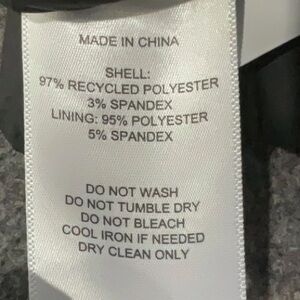 MADE IN CHINA
SHELL:
97% RECYCLED POLYESTER
3% SPANDEX
LINING: 95% POLYESTER
5% SPANDEX
DO NOT WASH
DO NOT TUMBLE DRY
DO NOT BLEACH
COOL IRON IF NEEDED
DRY CLEAN ONLY